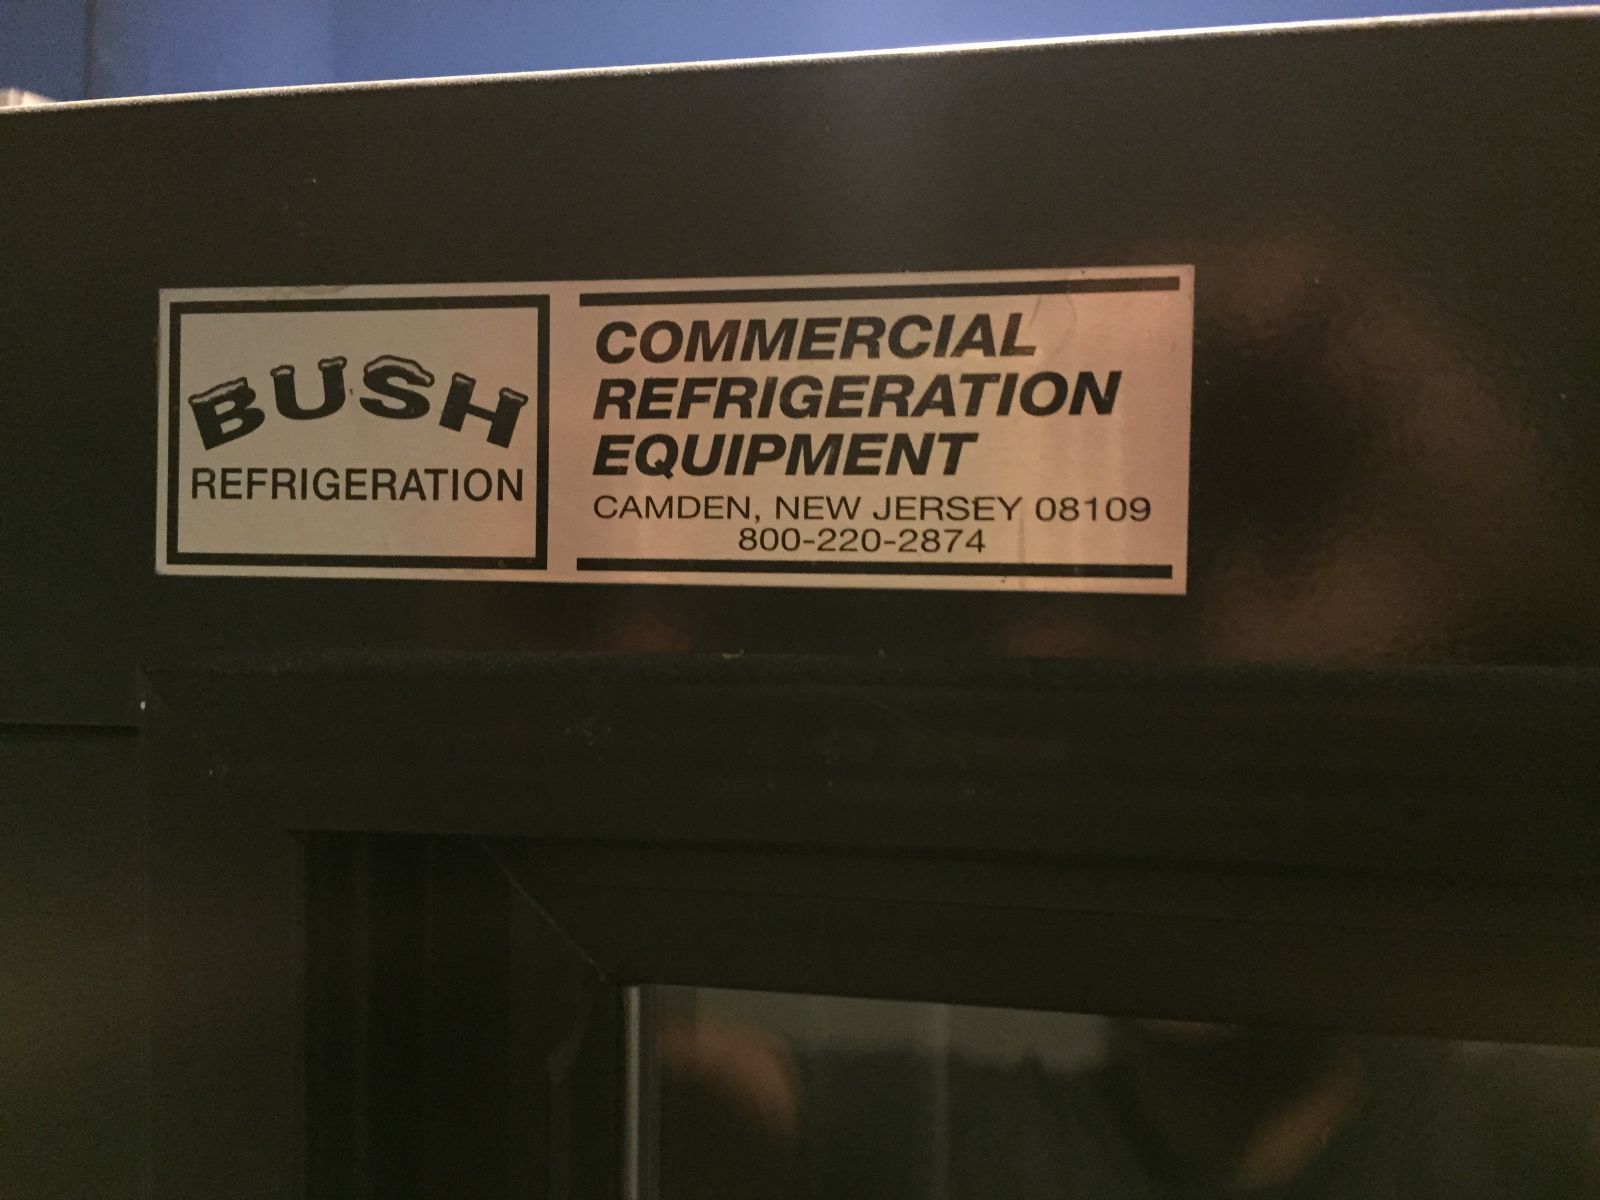 BUSH
REFRIGERATION
COMMERCIAL
REFRIGERATION
EQUIPMENT
CAMDEN, NEW JERSEY 08109
800-220-2874